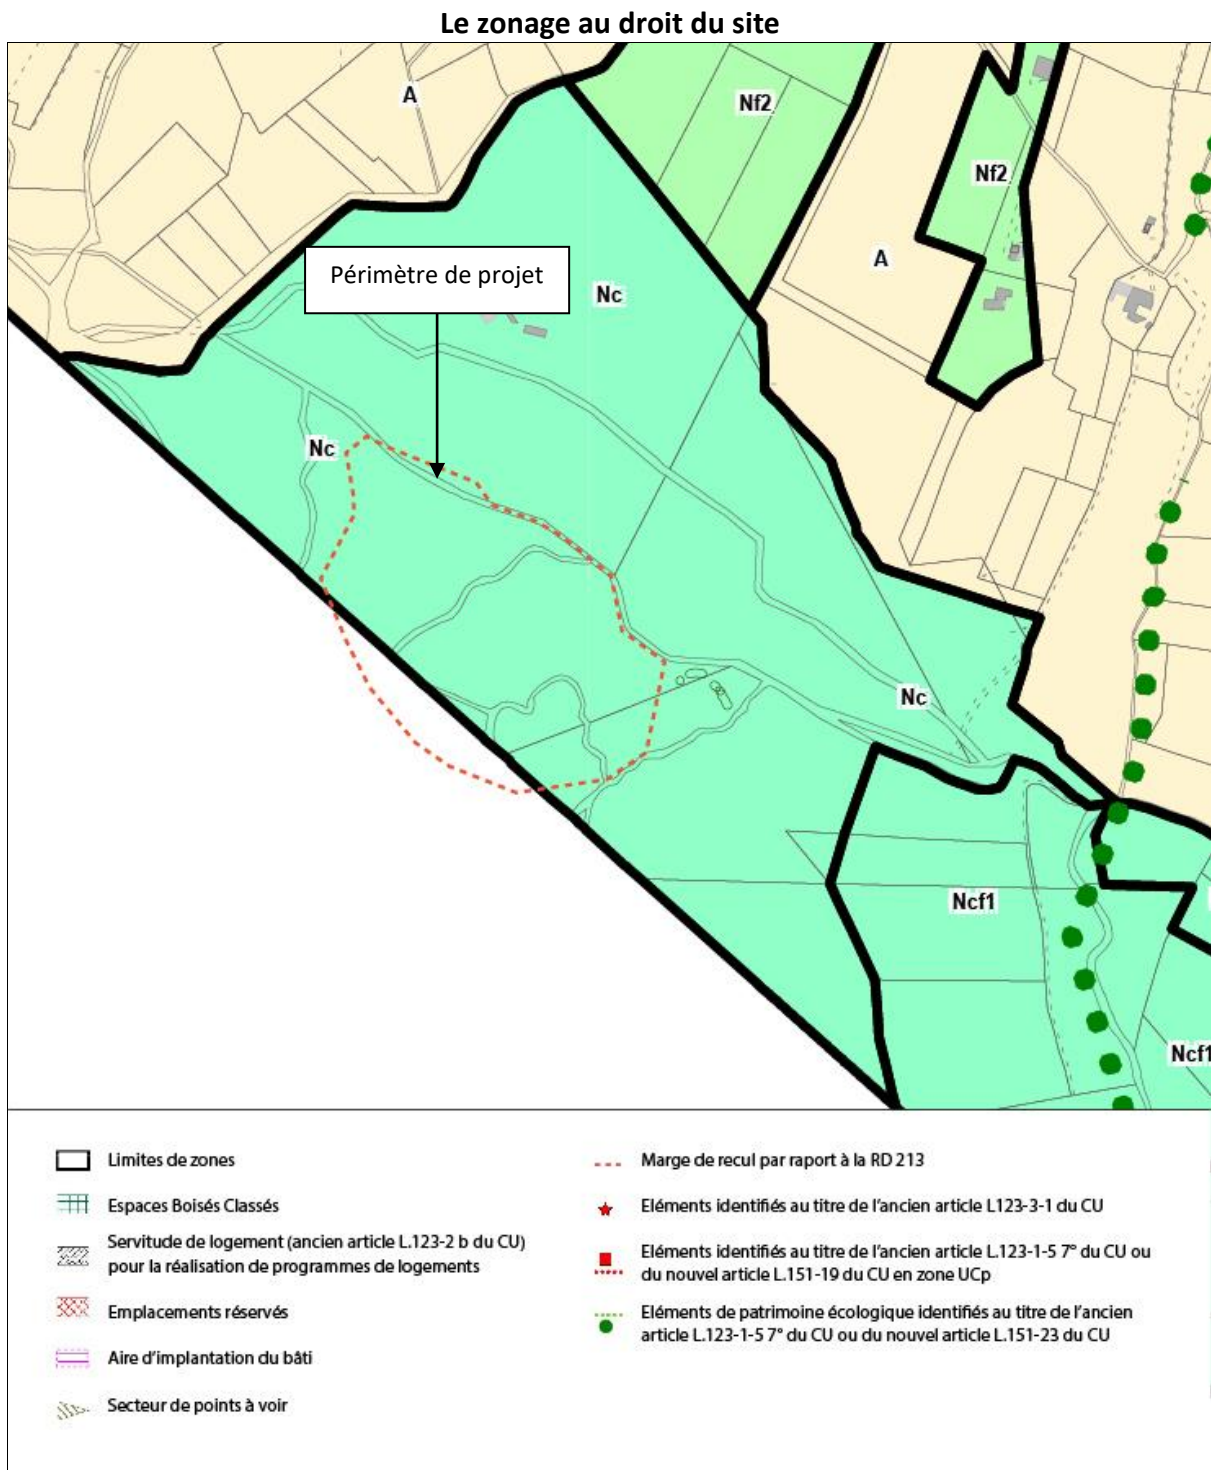 Le zonage au droit du site
A
Nf2
Nf2
A
Périmètre de projet
Nc
Nc
Nc
Ncf1
Ncf1
Limites de zones
Espaces Boisés Classés
Servitude de logement (ancien article L.123-2 b du CU)
pour la réalisation de programmes de logements
Emplacements réservés
Aire d'implantation du bâti
Secteur de points à voir
Marge de recul par raport à la RD 213
Eléments identifiés au titre de l'ancien article L123-3-1 du CU
Eléments identifiés au titre de l'ancien article L.123-1-5 7° du CU ou
du nouvel article L.151-19 du CU en zone UCp
Eléments de patrimoine écologique identifiés au titre de l'ancien
article L.123-1-5 7° du CU ou du nouvel article L.151-23 du CU